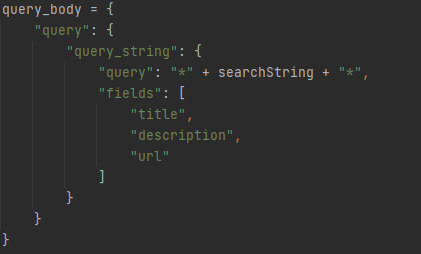 query_body = {
    "query": {
        "query_string": {
            "query": "*" + searchString + "*",
            "fields": [
                "title",
                "description",
                "url"
            ]
        }
    }
}